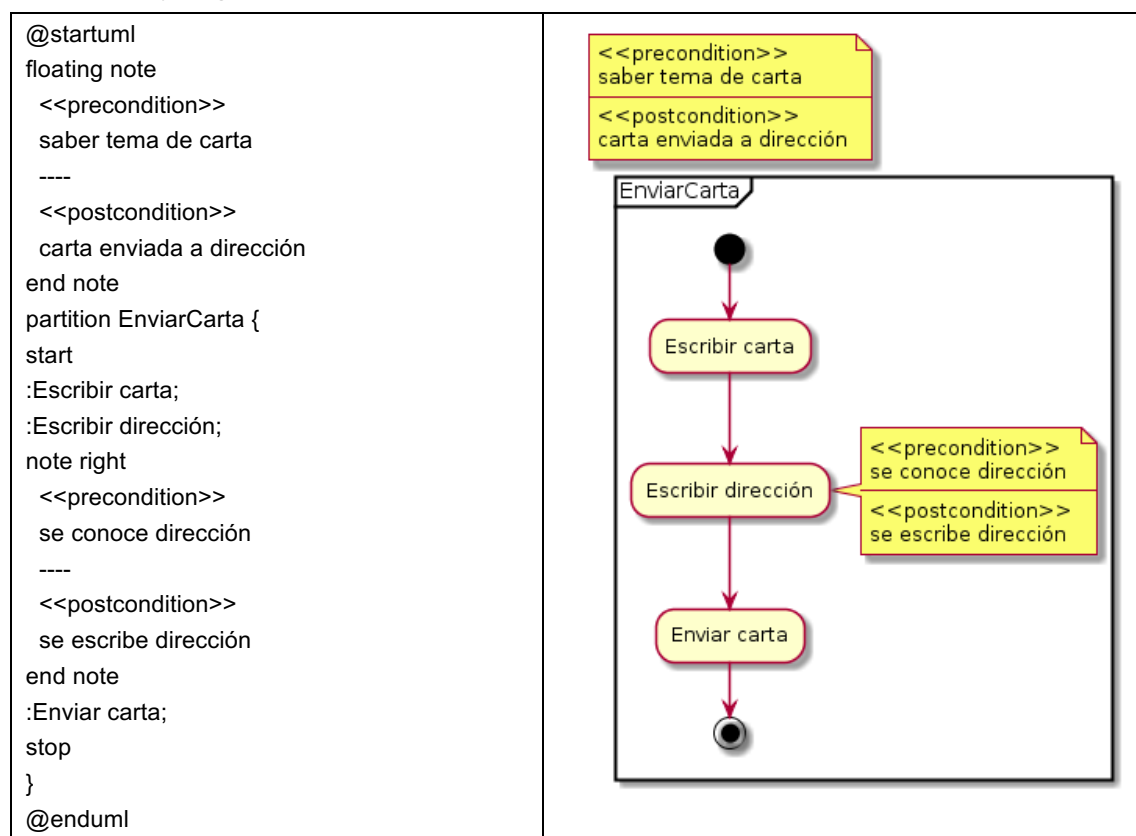 @startuml
floating note
<<precondition>>
saber tema de carta
----
<<postcondition>>
carta enviada a dirección
end note
partition EnviarCarta {
start
:Escribir carta;
:Escribir dirección;
note right
<<precondition>>
se conoce dirección
----
<<postcondition>>
se escribe dirección
end note
:Enviar carta;
stop
}
@enduml
<<precondition>>
saber tema de carta
<<postcondition>>
carta enviada a dirección
EnviarCarta
Escribir carta
Escribir dirección
<<precondition>>
se conoce dirección
<<postcondition>>
se escribe dirección
Enviar carta